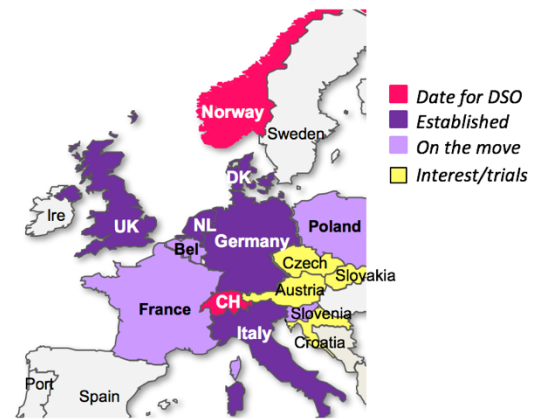 Norway
Sweden
DK
Ire
UK
NL
Germany
Poland
Bel
Czech
Slovakia
Austria
France
CH
Slovenia
Italy
Croatia
Port
Spain
Date for DSO
Established
On the move
Interest/trials